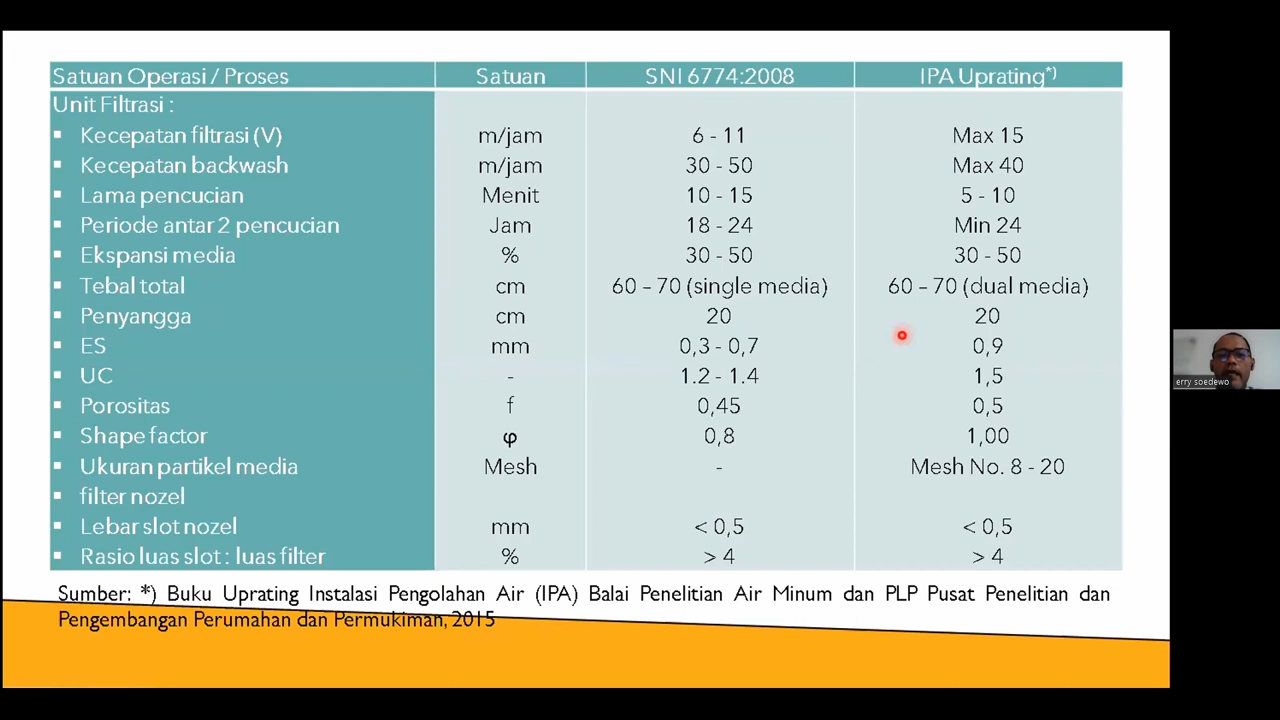 Satuan Operasi / Proses Satuan SNI 6774:2008 IPA Uprating*)
Unit Filtrasi :
▪ Kecepatan filtrasi (V) m/jam 6 - 11 Max 15
▪ Kecepatan backwash m/jam 30 - 50 Max 40
▪ Lama pencucian Menit 10 - 15 5 - 10
▪ Periode antar 2 pencucian Jam 18 - 24 Min 24
▪ Ekspansi media % 30 - 50 30 - 50
▪ Tebal total cm 60 – 70 (single media) 60 – 70 (dual media)
▪ Penyangga cm 20 20
▪ ES mm 0,3 - 0,7 0,9
▪ UC - 1.2 - 1.4 1,5
▪ Porositas f 0,45 0,5
▪ Shape factor φ 0,8 1,00
▪ Ukuran partikel media Mesh - Mesh No. 8 - 20
▪ filter nozel
▪ Lebar slot nozel mm < 0,5 < 0,5
▪ Rasio luas slot : luas filter % > 4 > 4
Sumber: *) Buku Uprating Instalasi Pengolahan Air (IPA) Balai Penelitian Air Minum dan PLP Pusat Penelitian dan
Pengembangan Perumahan dan Permukiman, 2015
erry soedewo